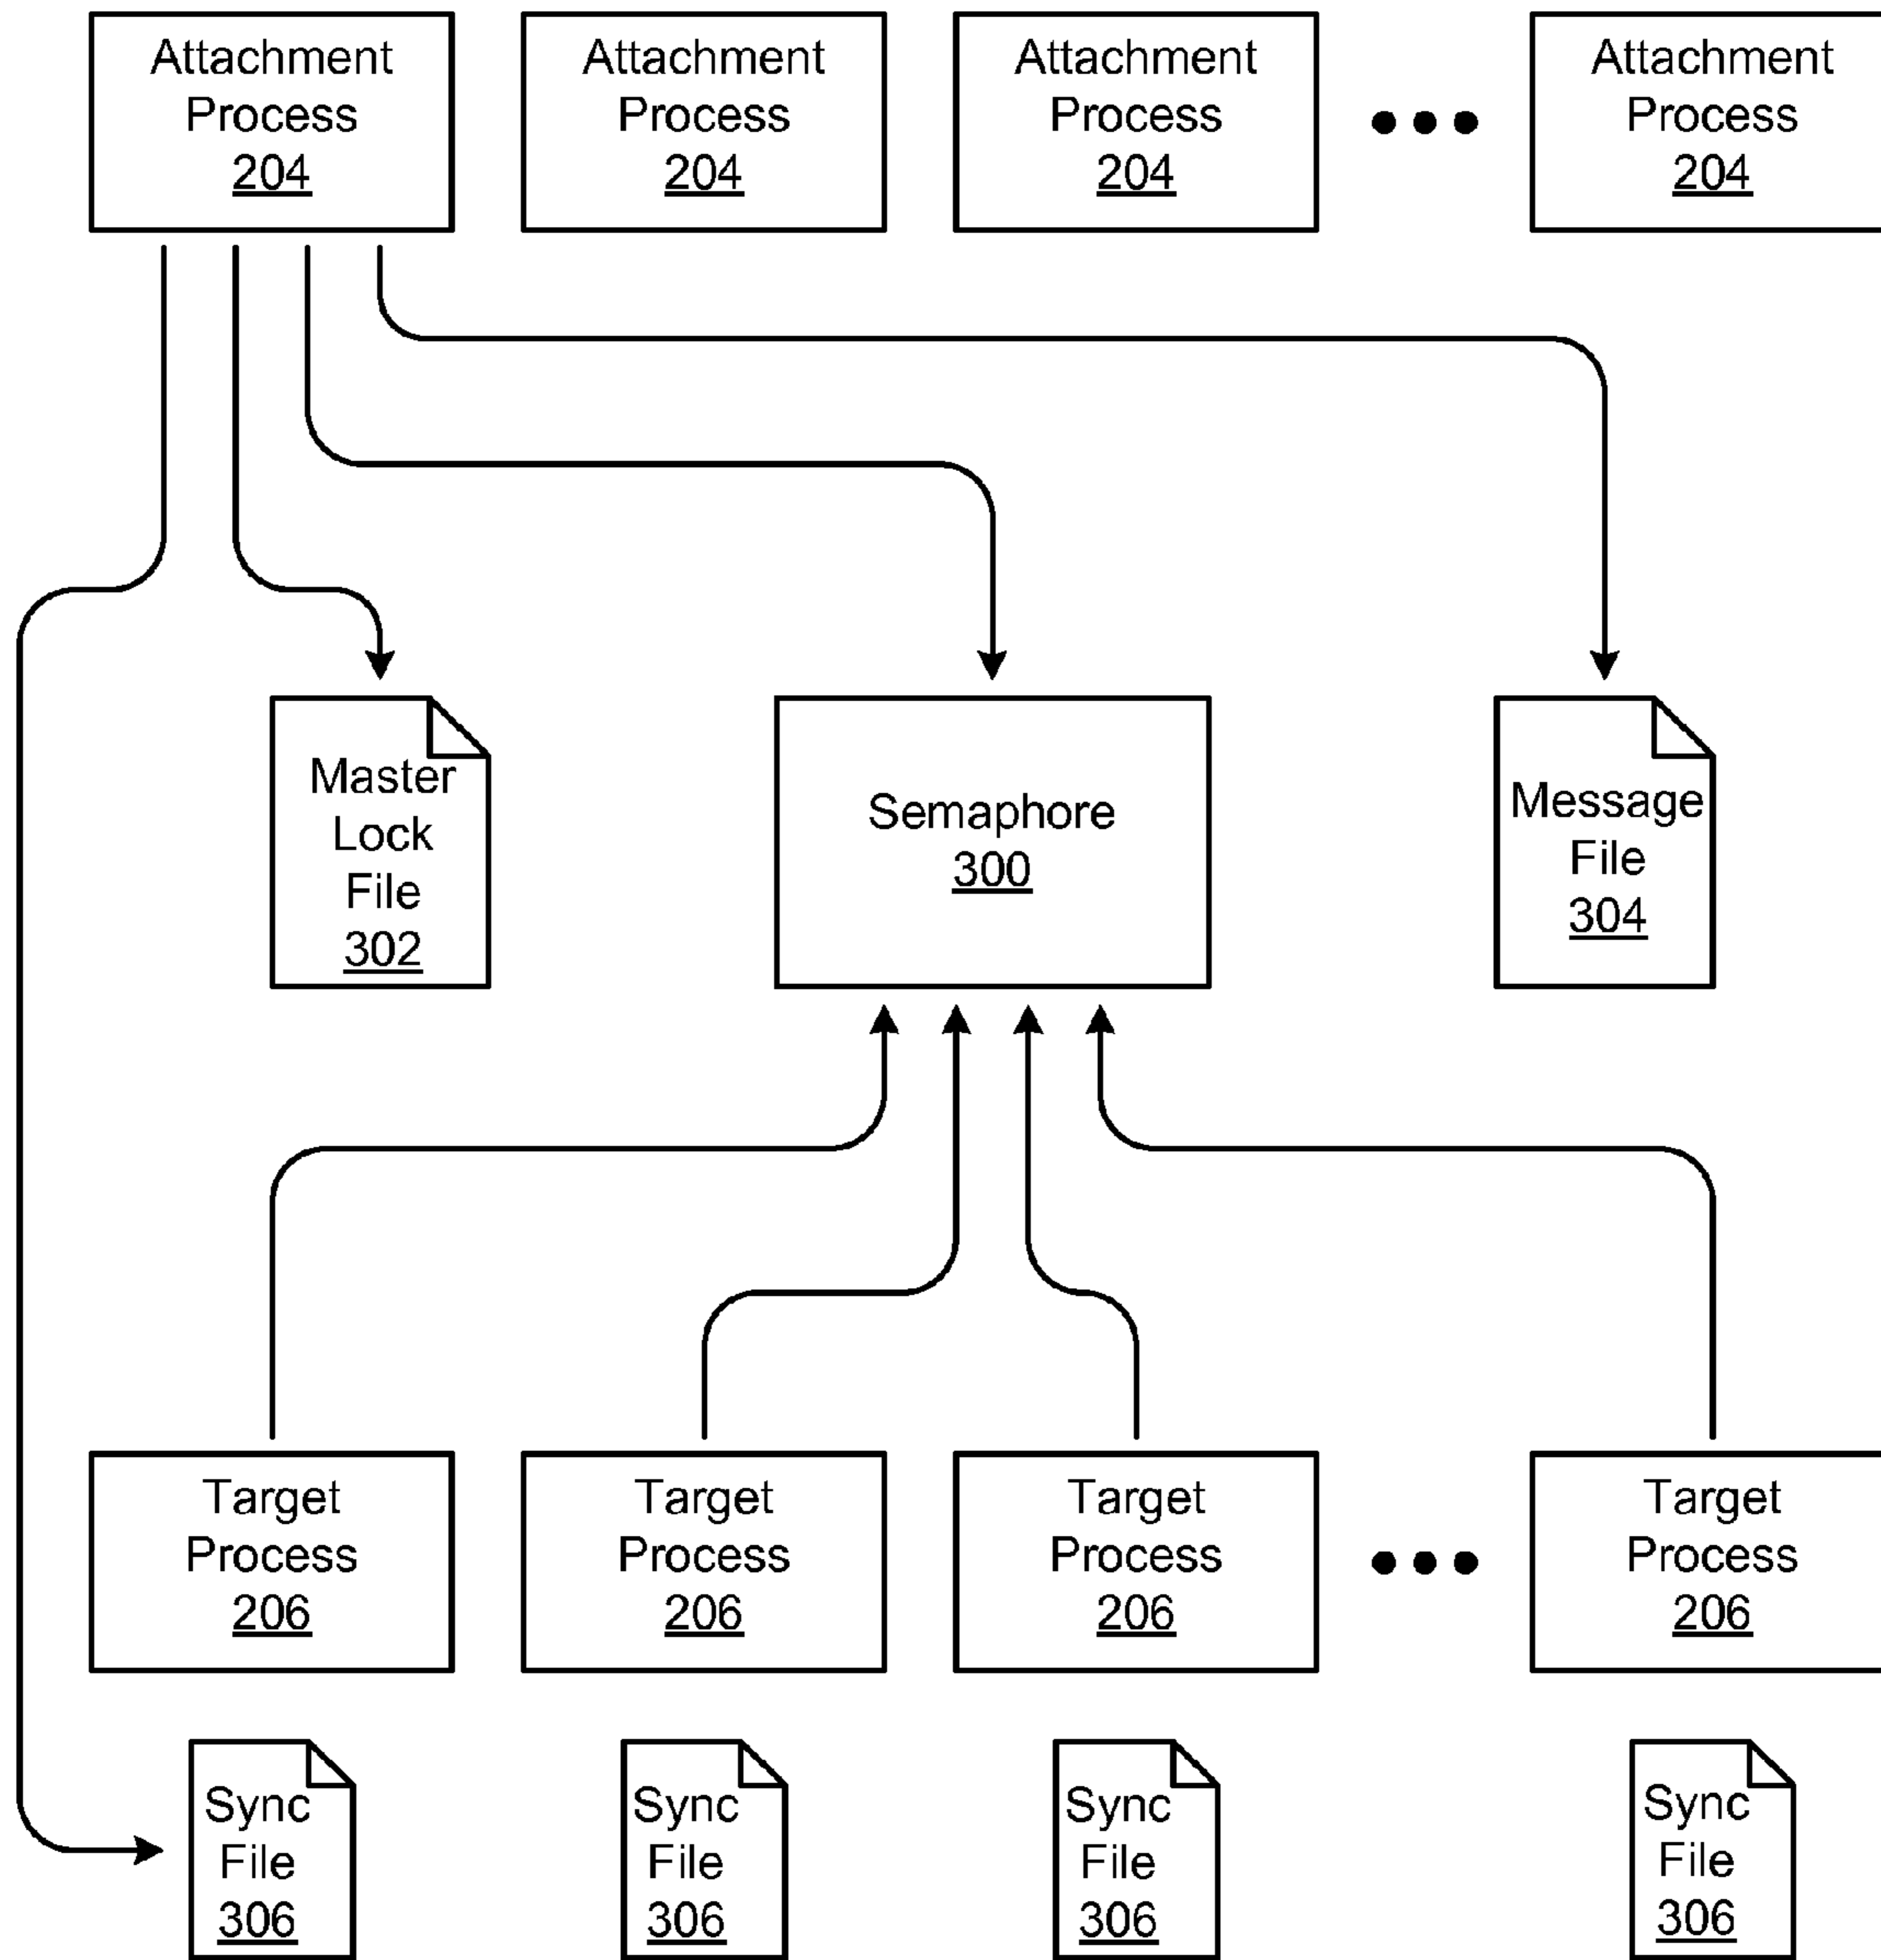 Attachment
Process
204
Attachment
Process
204
Attachment
Process
204
Attachment
Process
204
Master
Lock
File
302
Semaphore
300
Message
File
304
Target
Process
206
Target
Process
206
Target
Process
206
Target
Process
206
Sync
File
306
Sync
File
306
Sync
File
306
Sync
File
306